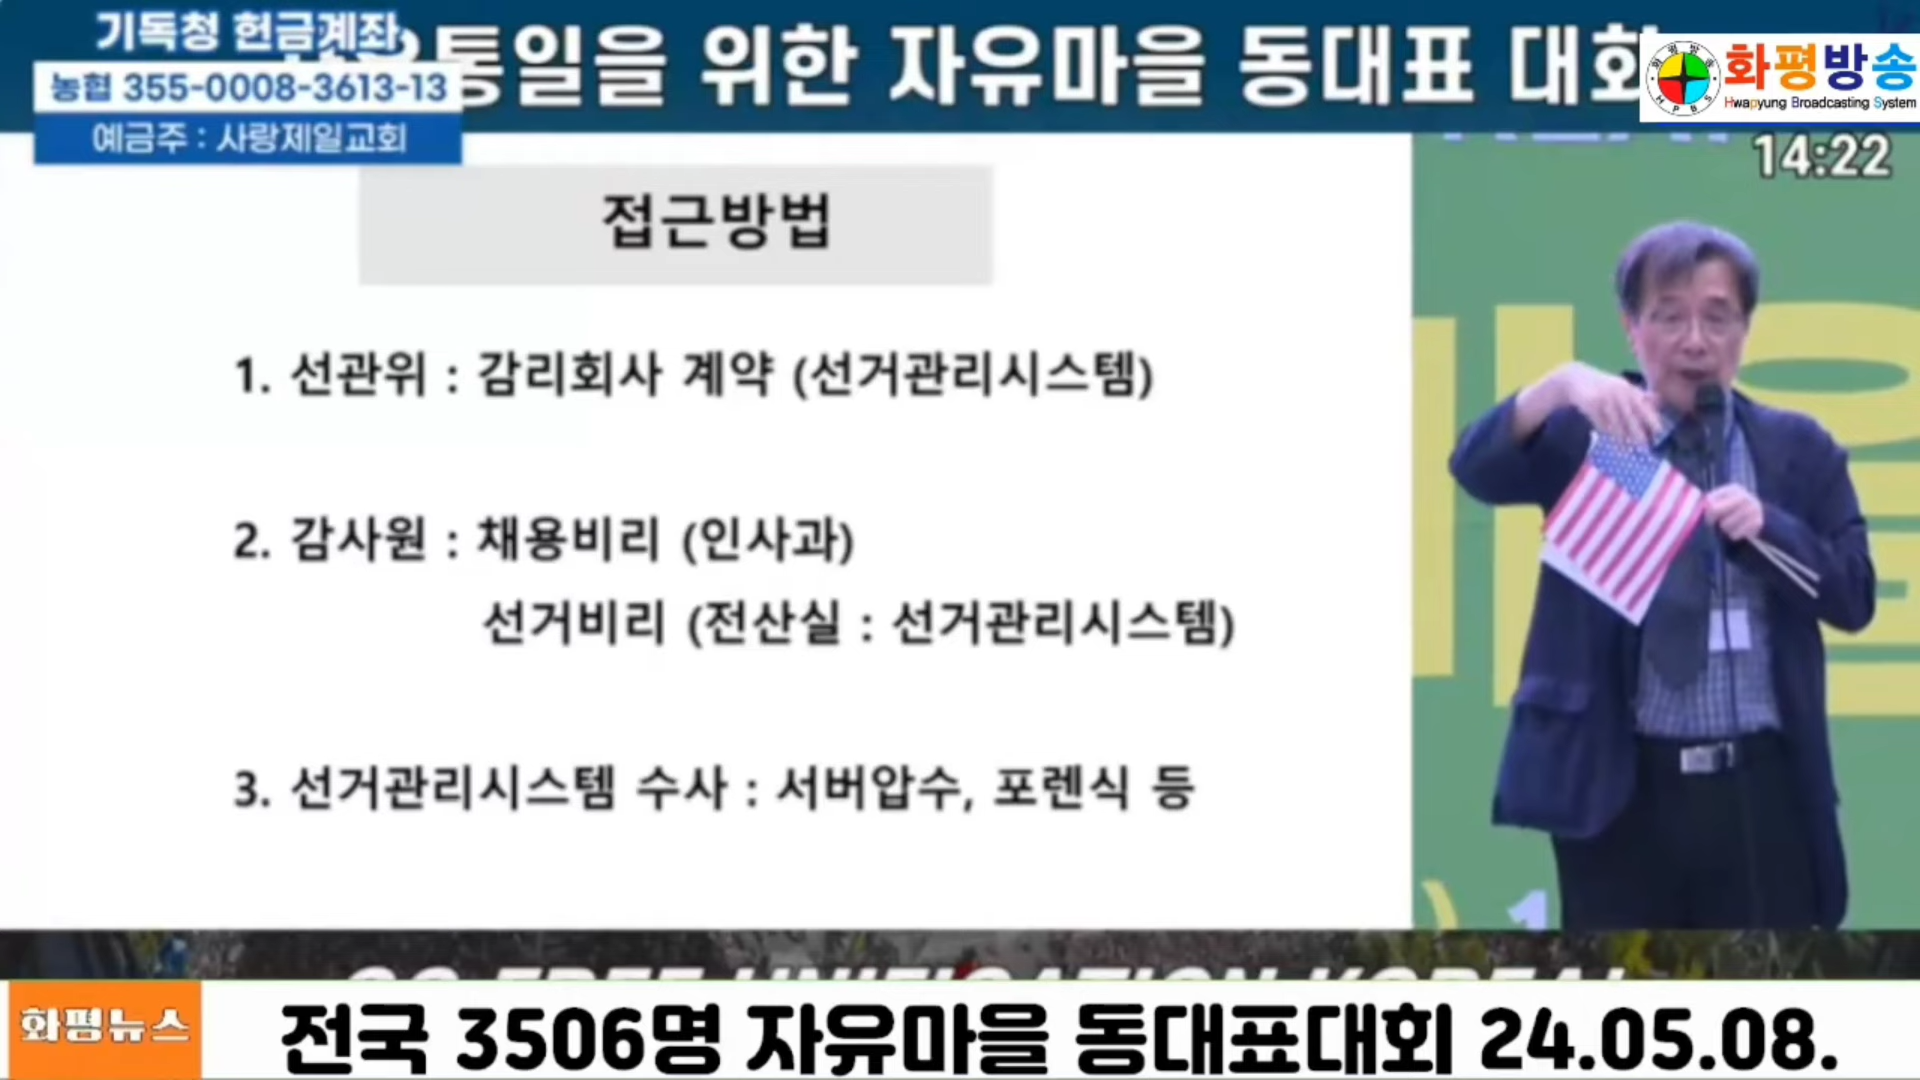 기독청 헌금계좌
농협 355-0008-3613-13
예금주 : 사랑제일교회
통일을 위한 자유마을 동대표 대회
화평방송
Hwapyung Broadcasting System
14:22
접근방법
1. 선관위 : 감리회사 계약 (선거관리시스템)
2. 감사원 : 채용비리 (인사과)
선거비리 (전산실 : 선거관리시스템)
3. 선거관리시스템 수사 : 서버압수, 포렌식 등
화평뉴스
전국 3506명 자유마을 동대표대회 24.05.08.